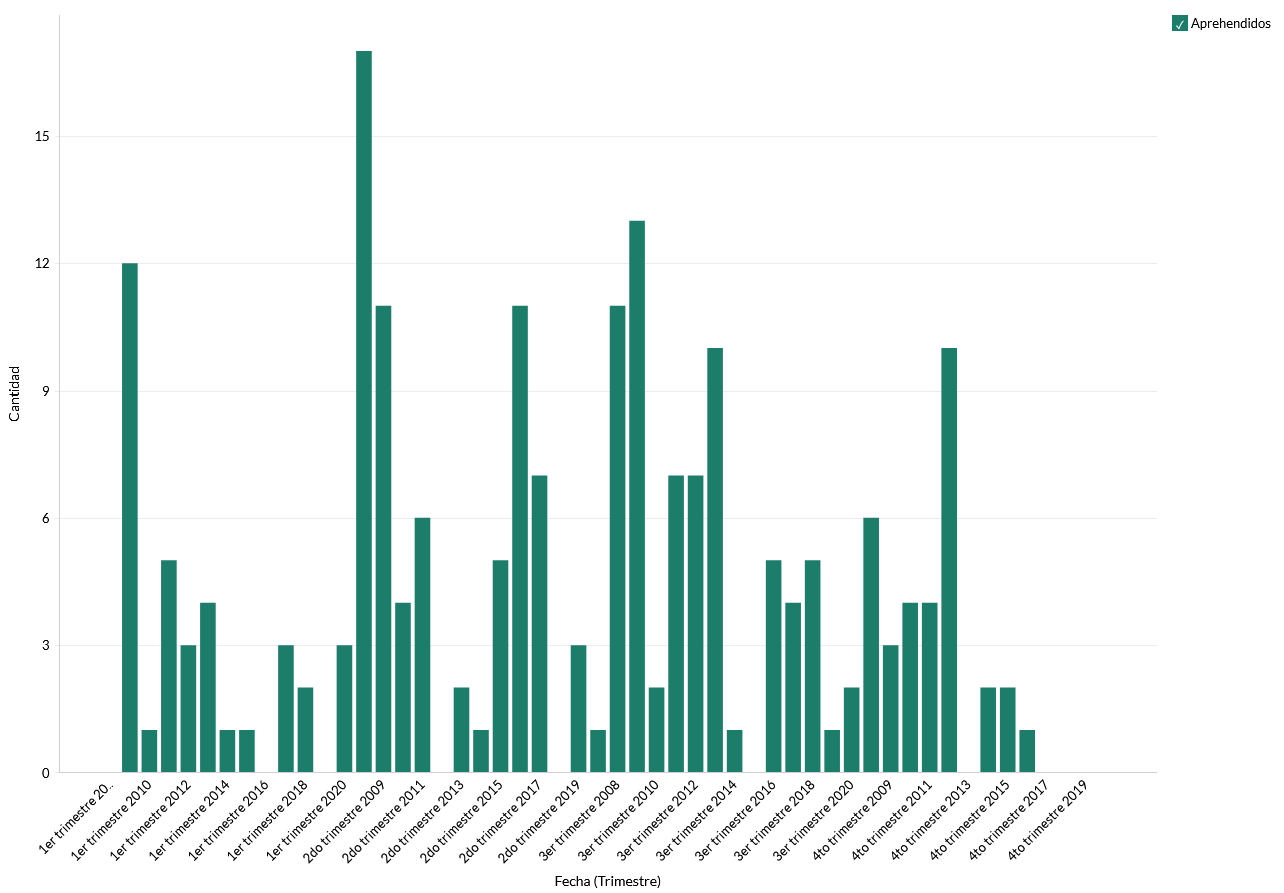 Aprehendidos
15
12
9
6
3
0
Cantidad
1er trimestre 20..
1er trimestre 2010
1er trimestre 2012
1er trimestre 2014
1er trimestre 2016
1er trimestre 2018
1er trimestre 2020
2do trimestre 2009
2do trimestre 2011
2do trimestre 2013
2do trimestre 2015
2do trimestre 2017
2do trimestre 2019
3er trimestre 2008
3er trimestre 2010
3er trimestre 2012
3er trimestre 2014
3er trimestre 2016
3er trimestre 2018
3er trimestre 2020
4to trimestre 2009
4to trimestre 2011
4to trimestre 2013
4to trimestre 2015
4to trimestre 2017
4to trimestre 2019
Fecha (Trimestre)